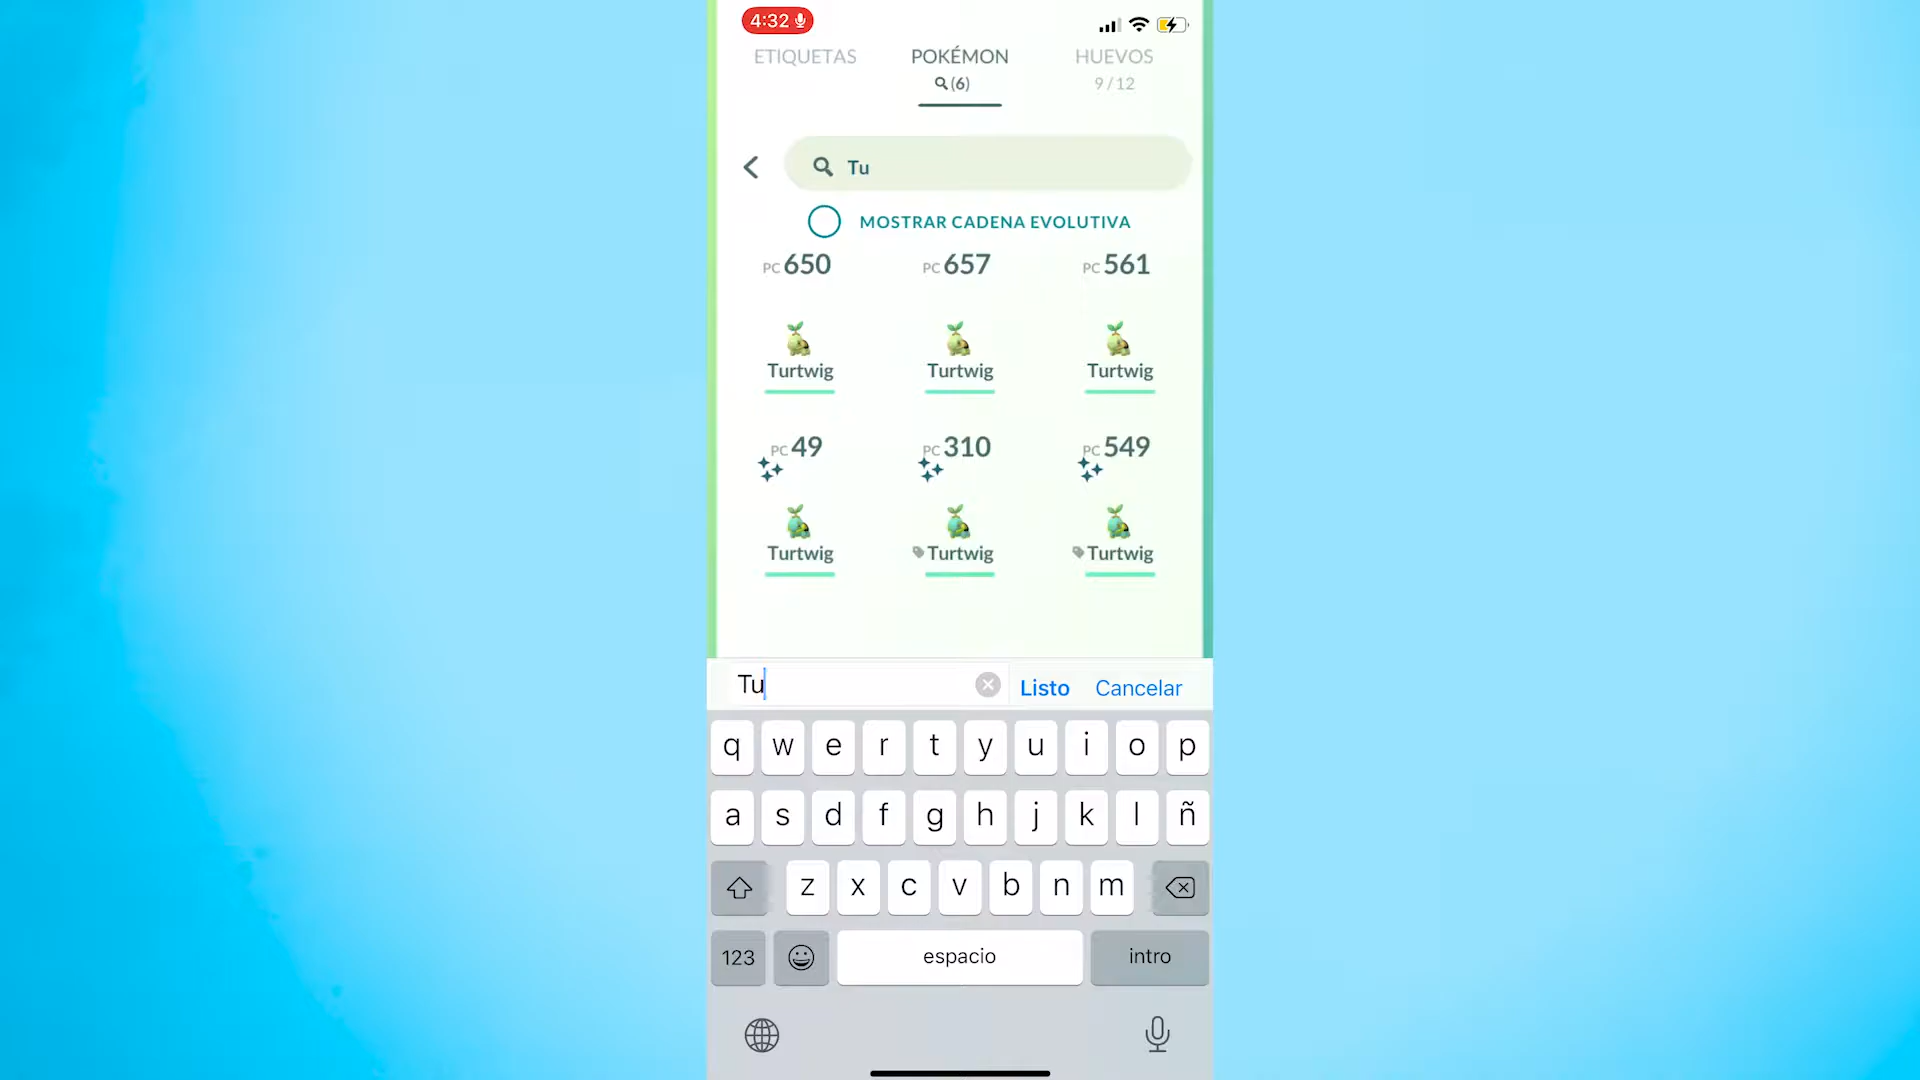 4:32
ETIQUETAS POKÉMON HUEVOS
(6) 9 / 12
Tu
MOSTRAR CADENA EVOLUTIVA
PC 650 PC 657 PC 561
Turtwig Turtwig Turtwig
PC 49 PC 310 PC 549
Turtwig Turtwig Turtwig
Tu Listo Cancelar
q w e r t y u i o p
a s d f g h j k l ñ
z x c v b n m
123 espacio intro